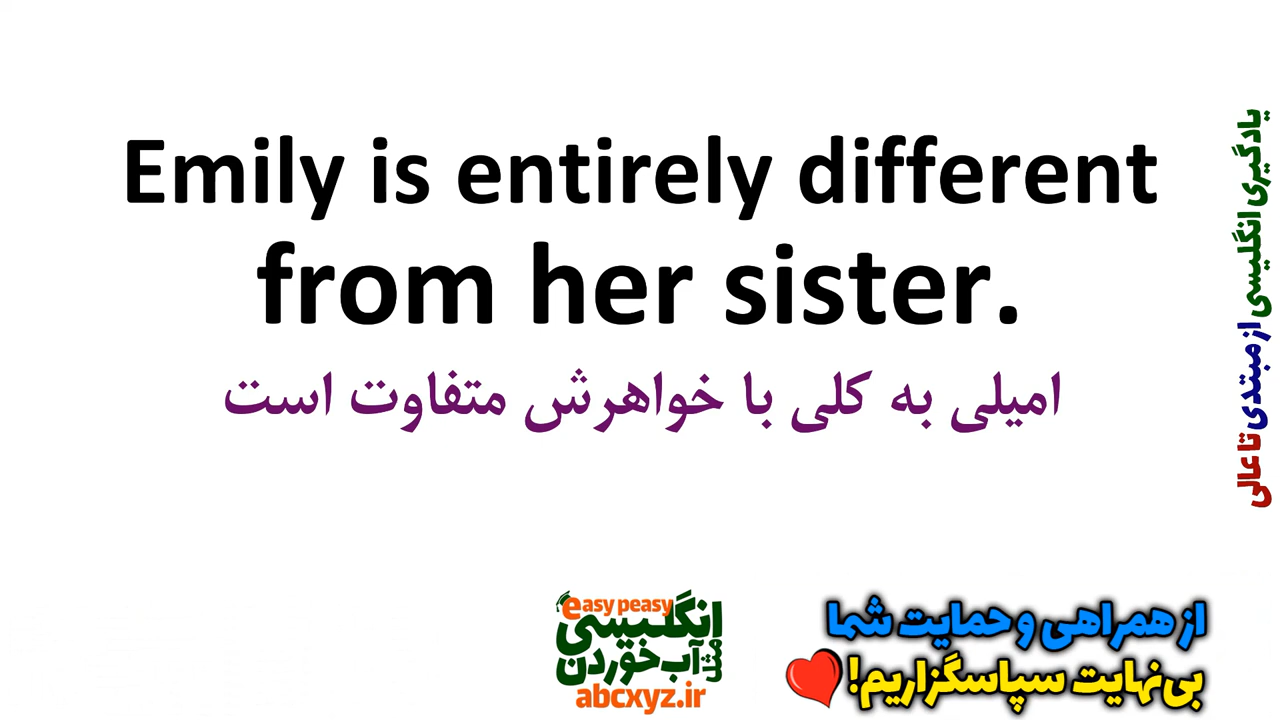 Emily is entirely different
from her sister.
امیلی به کلی با خواهرش متفاوت است
یادگیری انگلیسی از مبتدی تا عالی
easy peasy
انگلیسی
مثل آب خوردن
abcxyz.ir
از همراهی و حمایت شما
بی‌نهایت سپاسگزاریم!